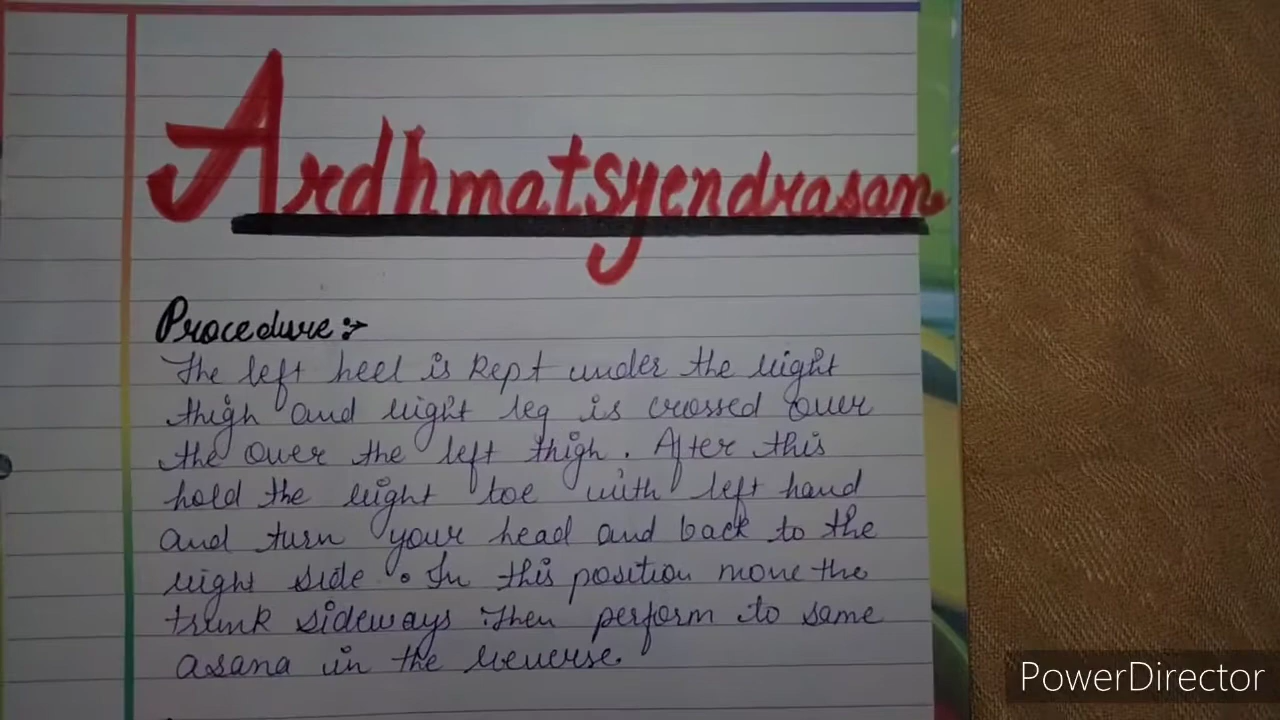 Ardhmatsyendrasan
Procedure:→
The left heel is kept under the right
thigh and right leg is crossed over
the over the left thigh. After this
hold the right toe with left hand
and turn your head and back to the
right side. In this position move the
trunk sideways. Then perform to same
asana in the reverse.
PowerDirector